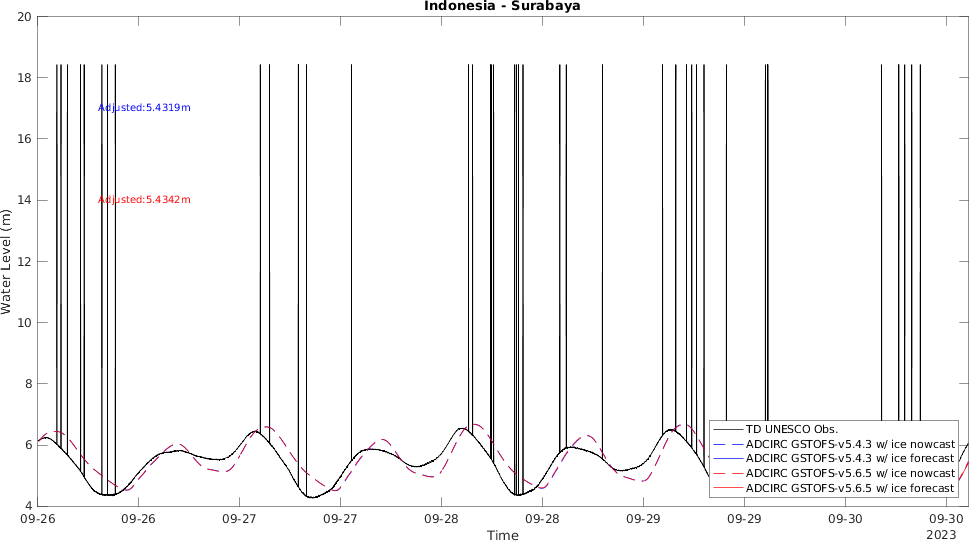 Indonesia - Surabaya
20
18
16
14
12
10
8
6
4
Water Level (m)
Adjusted:5.4319m
Adjusted:5.4342m
TD UNESCO Obs.
ADCIRC GSTOFS-v5.4.3 w/ ice nowcast
ADCIRC GSTOFS-v5.4.3 w/ ice forecast
ADCIRC GSTOFS-v5.6.5 w/ ice nowcast
ADCIRC GSTOFS-v5.6.5 w/ ice forecast
09-26 09-26 09-27 09-27 09-28 09-28 09-29 09-29 09-30 09-30
Time
2023